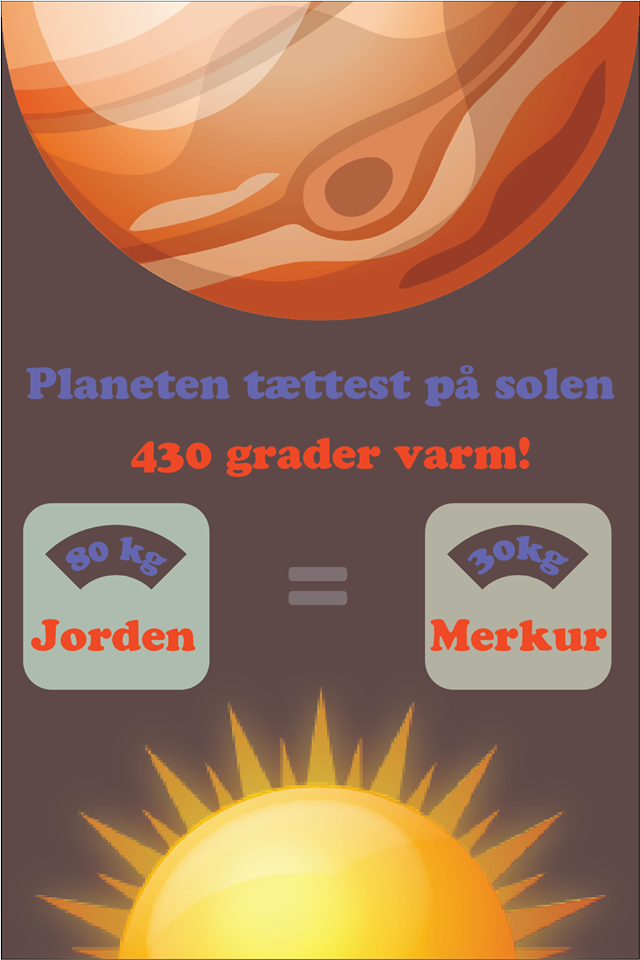 Planeten tættest på solen
430 grader varm!
80 kg
Jorden
=
30kg
Merkur